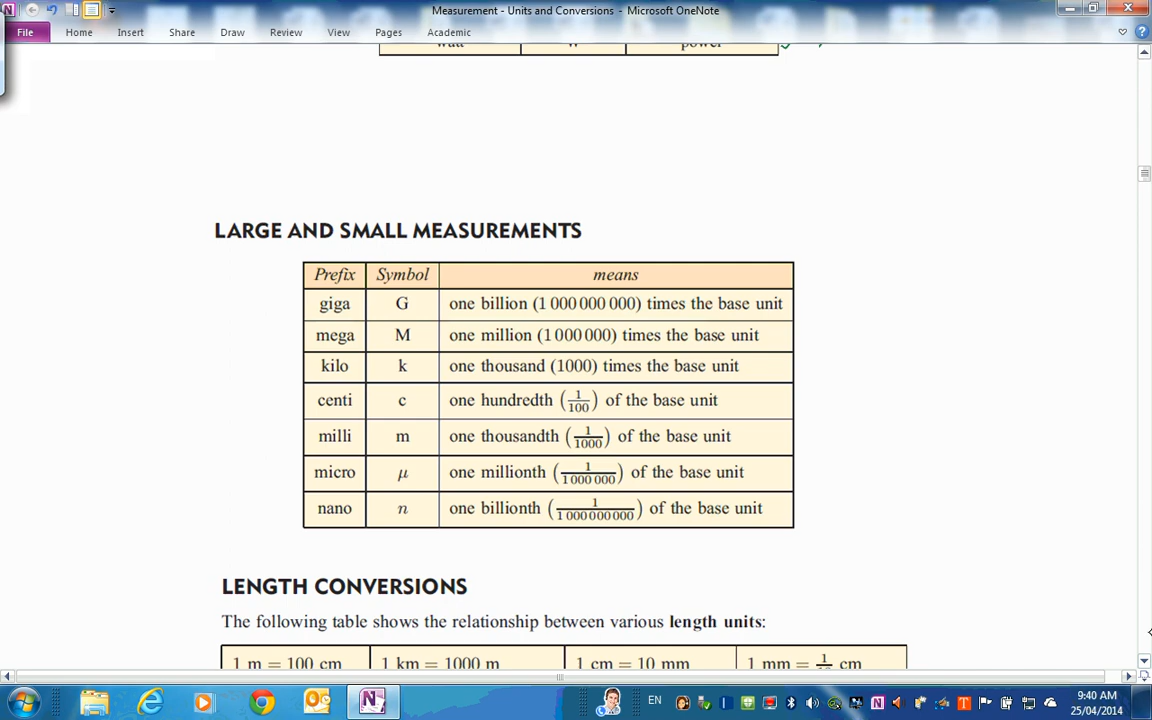 Measurement - Units and Conversions - Microsoft OneNote
File Home Insert Share Draw Review View Pages Academic
watt W power
LARGE AND SMALL MEASUREMENTS
Prefix Symbol means
giga G one billion (1 000 000 000) times the base unit
mega M one million (1 000 000) times the base unit
kilo k one thousand (1000) times the base unit
centi c one hundredth (1/100) of the base unit
milli m one thousandth (1/1000) of the base unit
micro μ one millionth (1/1 000 000) of the base unit
nano n one billionth (1/1 000 000 000) of the base unit
LENGTH CONVERSIONS
The following table shows the relationship between various length units:
1 m = 100 cm 1 km = 1000 m 1 cm = 10 mm 1 mm = 1/10 cm
EN 9:40 AM
25/04/2014